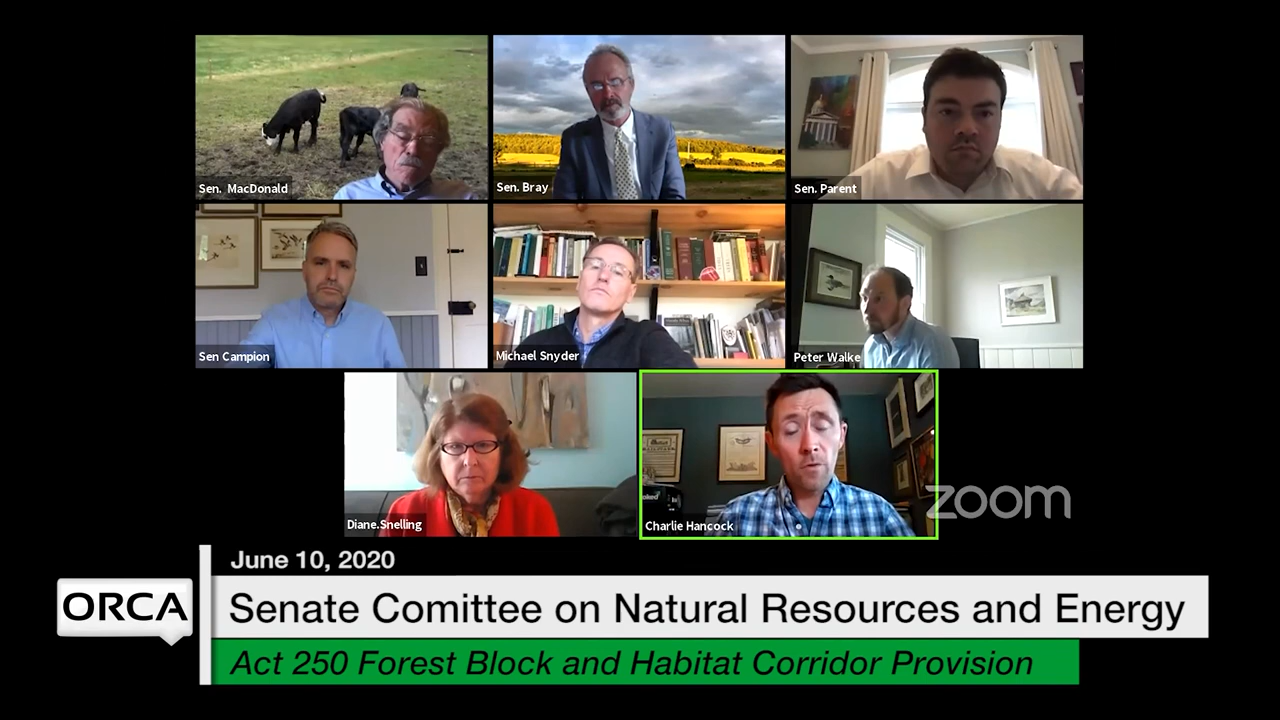 Sen. MacDonald
Sen. Bray
Sen. Parent
Sen Campion
Michael Snyder
Peter Walke
Diane.Snelling
Charlie Hancock
zoom
June 10, 2020
ORCA
Senate Comittee on Natural Resources and Energy
Act 250 Forest Block and Habitat Corridor Provision